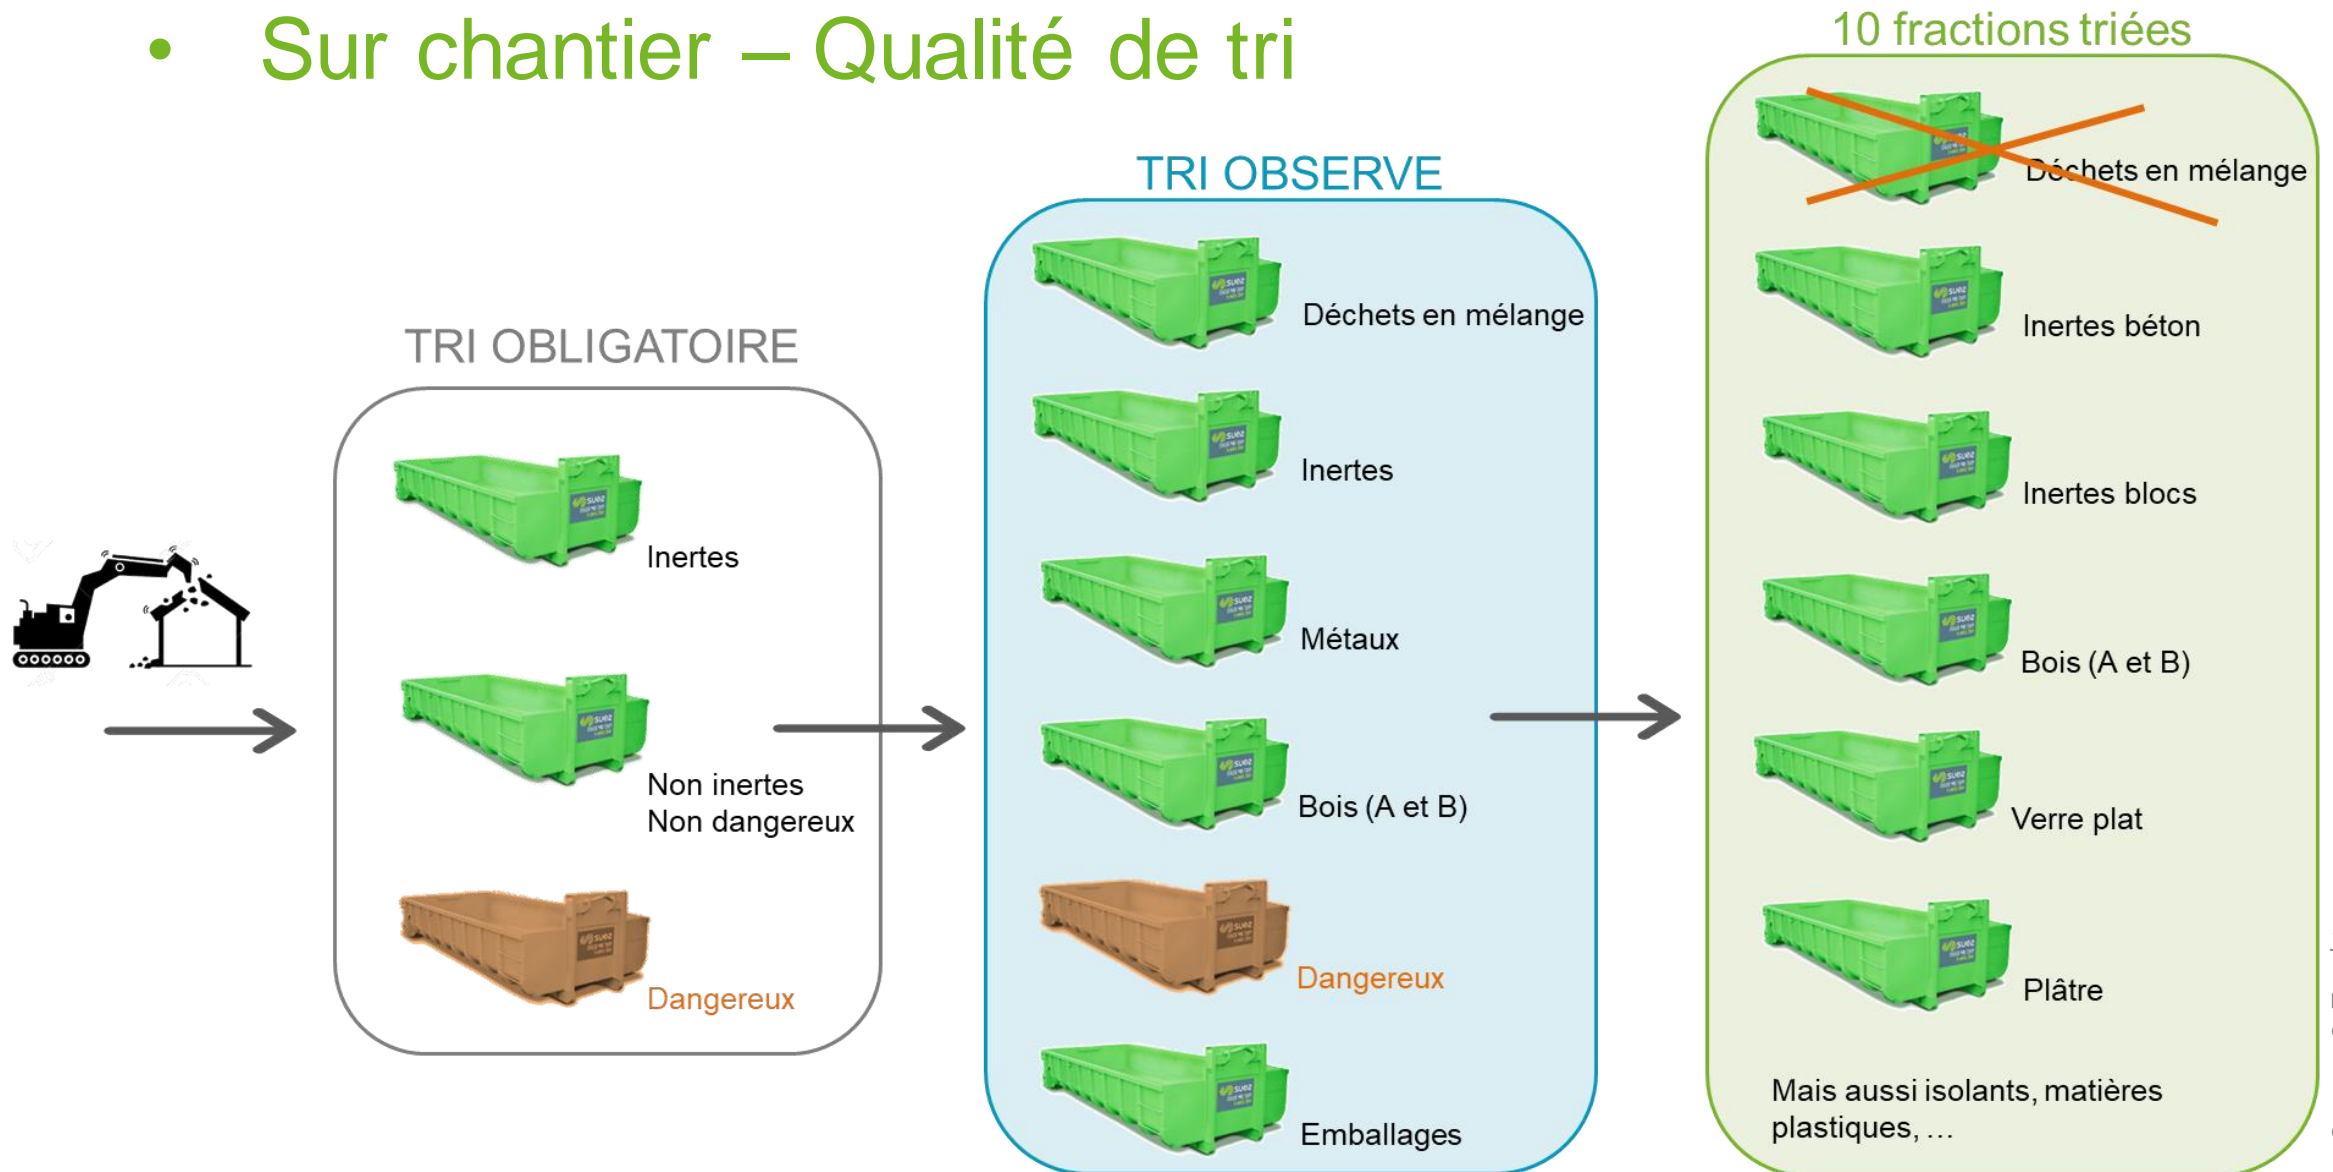 • Sur chantier – Qualité de tri
TRI OBLIGATOIRE
Inertes
Non inertes
Non dangereux
Dangereux
TRI OBSERVE
Déchets en mélange
Inertes
Métaux
Bois (A et B)
Dangereux
Emballages
10 fractions triées
Déchets en mélange
Inertes béton
Inertes blocs
Bois (A et B)
Verre plat
Plâtre
Mais aussi isolants, matières
plastiques, ...